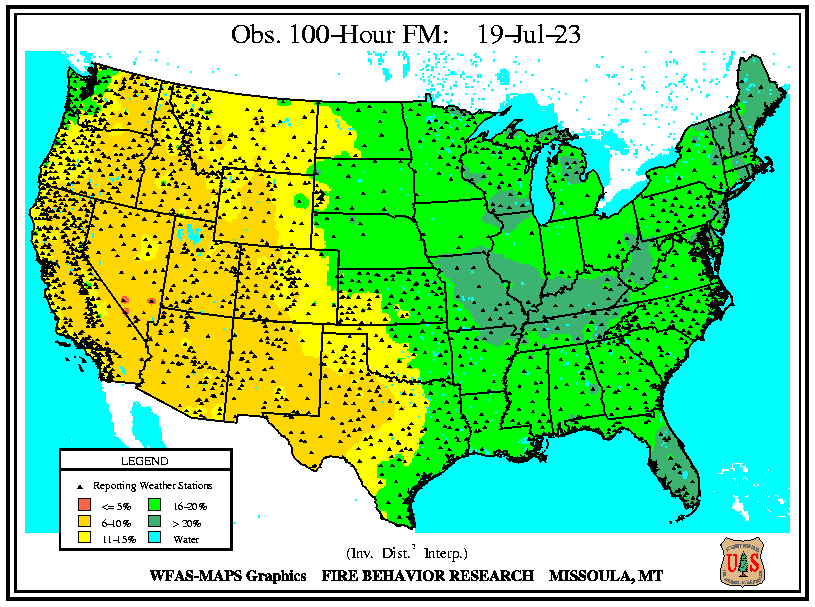 Obs. 100-Hour FM: 19-Jul-23
LEGEND
Reporting Weather Stations
<= 5% 16-20%
6-10% > 20%
11-15% Water
(Inv. Dist.² Interp.)
WFAS-MAPS Graphics FIRE BEHAVIOR RESEARCH MISSOULA, MT
U S